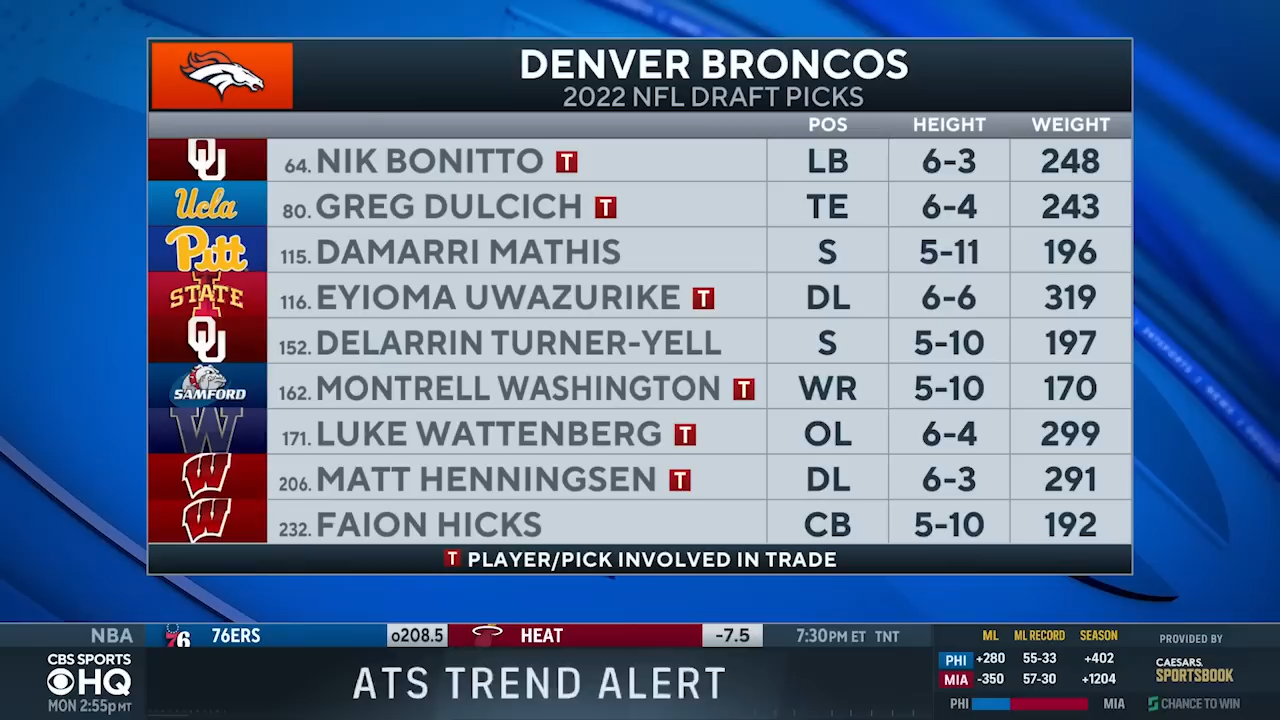 DENVER BRONCOS
2022 NFL DRAFT PICKS
POS HEIGHT WEIGHT
OU 64. NIK BONITTO T LB 6-3 248
Ucla 80. GREG DULCICH T TE 6-4 243
Pitt 115. DAMARRI MATHIS S 5-11 196
I STATE 116. EYIOMA UWAZURIKE T DL 6-6 319
OU 152. DELARRIN TURNER-YELL S 5-10 197
SAMFORD 162. MONTRELL WASHINGTON T WR 5-10 170
W 171. LUKE WATTENBERG T OL 6-4 299
W 206. MATT HENNINGSEN T DL 6-3 291
W 232. FAION HICKS CB 5-10 192
T PLAYER/PICK INVOLVED IN TRADE
NBA 76 76ERS o208.5 HEAT -7.5 7:30PM ET TNT
CBS SPORTS
HQ
MON 2:55PM MT
ATS TREND ALERT
ML ML RECORD SEASON
PHI +280 55-33 +402
MIA -350 57-30 +1204
PHI MIA
PROVIDED BY
CAESARS
SPORTSBOOK
CHANCE TO WIN